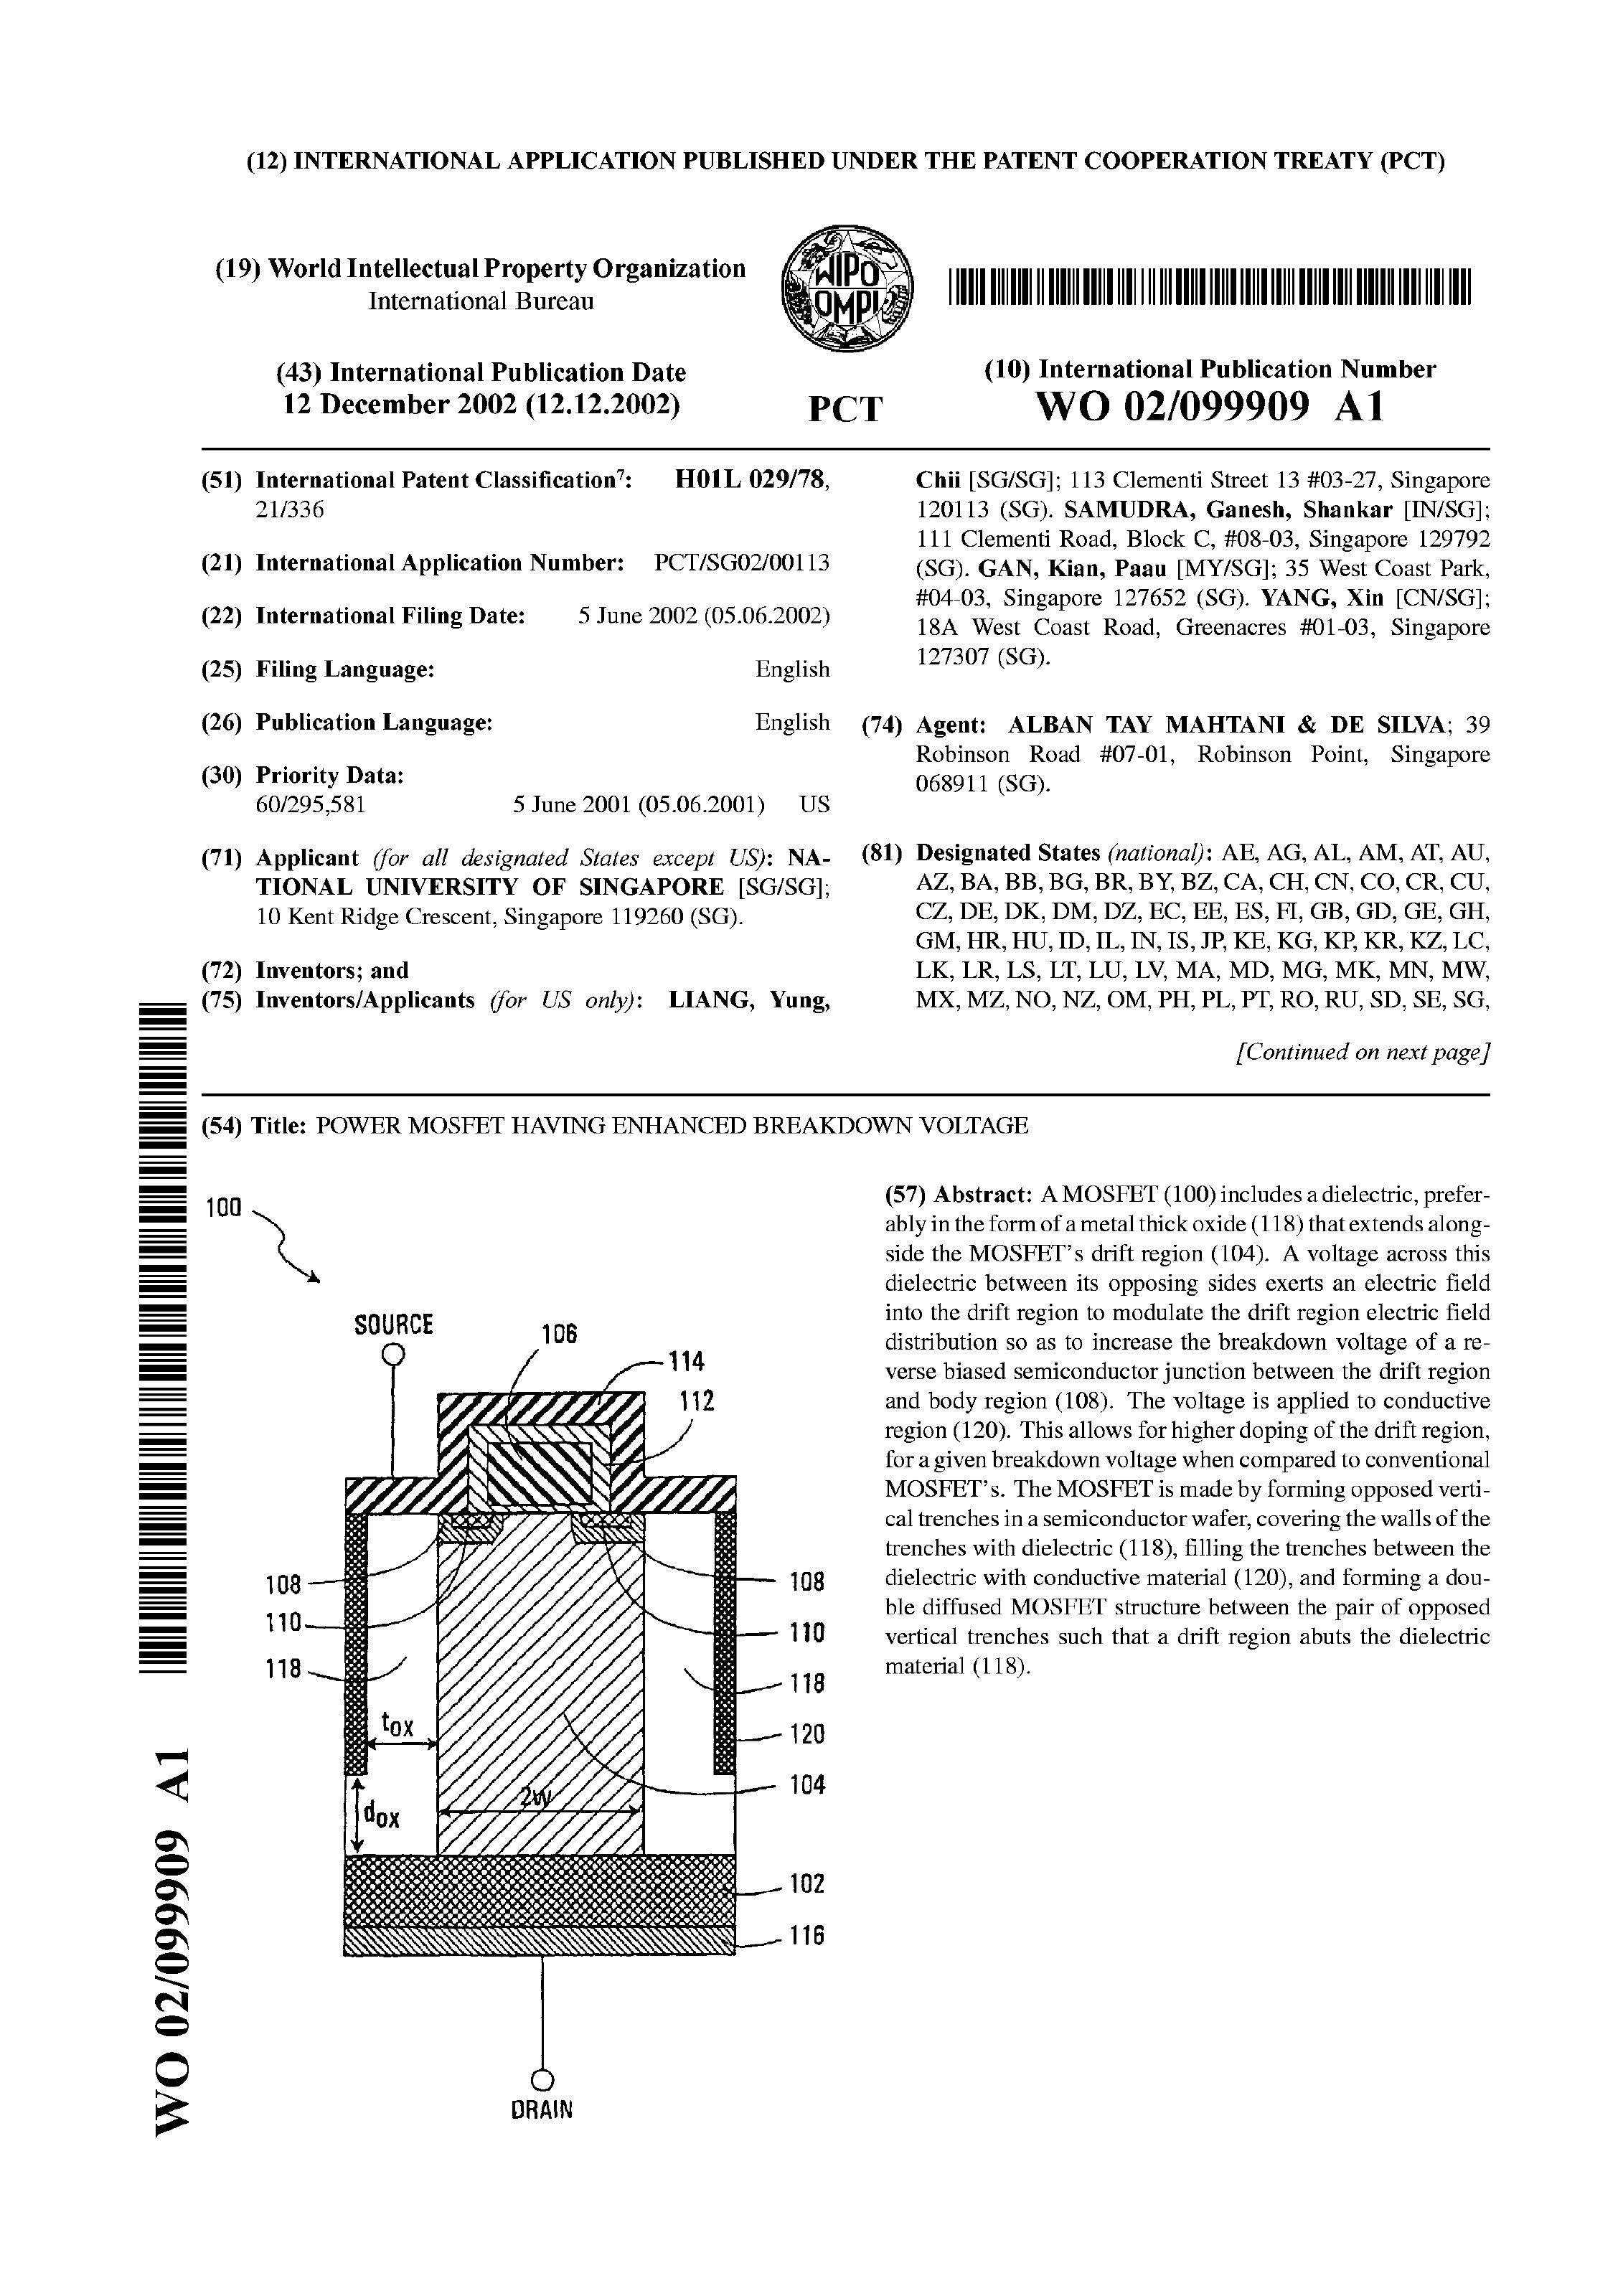 (12) INTERNATIONAL APPLICATION PUBLISHED UNDER THE PATENT COOPERATION TREATY (PCT)
(19) World Intellectual Property Organization
International Bureau
WIPO
OMPI
(43) International Publication Date
12 December 2002 (12.12.2002)
PCT
(10) International Publication Number
WO 02/099909 A1
(51) International Patent Classification7: H01L 029/78,
21/336
(21) International Application Number: PCT/SG02/00113
(22) International Filing Date: 5 June 2002 (05.06.2002)
(25) Filing Language: English
(26) Publication Language: English
(30) Priority Data:
60/295,581 5 June 2001 (05.06.2001) US
(71) Applicant (for all designated States except US): NA-
TIONAL UNIVERSITY OF SINGAPORE [SG/SG];
10 Kent Ridge Crescent, Singapore 119260 (SG).
(72) Inventors; and
(75) Inventors/Applicants (for US only): LIANG, Yung,
Chii [SG/SG]; 113 Clementi Street 13 #03-27, Singapore
120113 (SG). SAMUDRA, Ganesh, Shankar [IN/SG];
111 Clementi Road, Block C, #08-03, Singapore 129792
(SG). GAN, Kian, Paau [MY/SG]; 35 West Coast Park,
#04-03, Singapore 127652 (SG). YANG, Xin [CN/SG];
18A West Coast Road, Greenacres #01-03, Singapore
127307 (SG).
(74) Agent: ALBAN TAY MAHTANI & DE SILVA; 39
Robinson Road #07-01, Robinson Point, Singapore
068911 (SG).
(81) Designated States (national): AE, AG, AL, AM, AT, AU,
AZ, BA, BB, BG, BR, BY, BZ, CA, CH, CN, CO, CR, CU,
CZ, DE, DK, DM, DZ, EC, EE, ES, FI, GB, GD, GE, GH,
GM, HR, HU, ID, IL, IN, IS, JP, KE, KG, KP, KR, KZ, LC,
LK, LR, LS, LT, LU, LV, MA, MD, MG, MK, MN, MW,
MX, MZ, NO, NZ, OM, PH, PL, PT, RO, RU, SD, SE, SG,
[Continued on next page]
(54) Title: POWER MOSFET HAVING ENHANCED BREAKDOWN VOLTAGE
100
SOURCE
106
114
112
108
110
118
108
110
118
120
104
tox
dox
2w
102
116
DRAIN
(57) Abstract: A MOSFET (100) includes a dielectric, prefer-
ably in the form of a metal thick oxide (118) that extends along-
side the MOSFET's drift region (104). A voltage across this
dielectric between its opposing sides exerts an electric field
into the drift region to modulate the drift region electric field
distribution so as to increase the breakdown voltage of a re-
verse biased semiconductor junction between the drift region
and body region (108). The voltage is applied to conductive
region (120). This allows for higher doping of the drift region,
for a given breakdown voltage when compared to conventional
MOSFET's. The MOSFET is made by forming opposed verti-
cal trenches in a semiconductor wafer, covering the walls of the
trenches with dielectric (118), filling the trenches between the
dielectric with conductive material (120), and forming a dou-
ble diffused MOSFET structure between the pair of opposed
vertical trenches such that a drift region abuts the dielectric
material (118).
WO 02/099909 A1